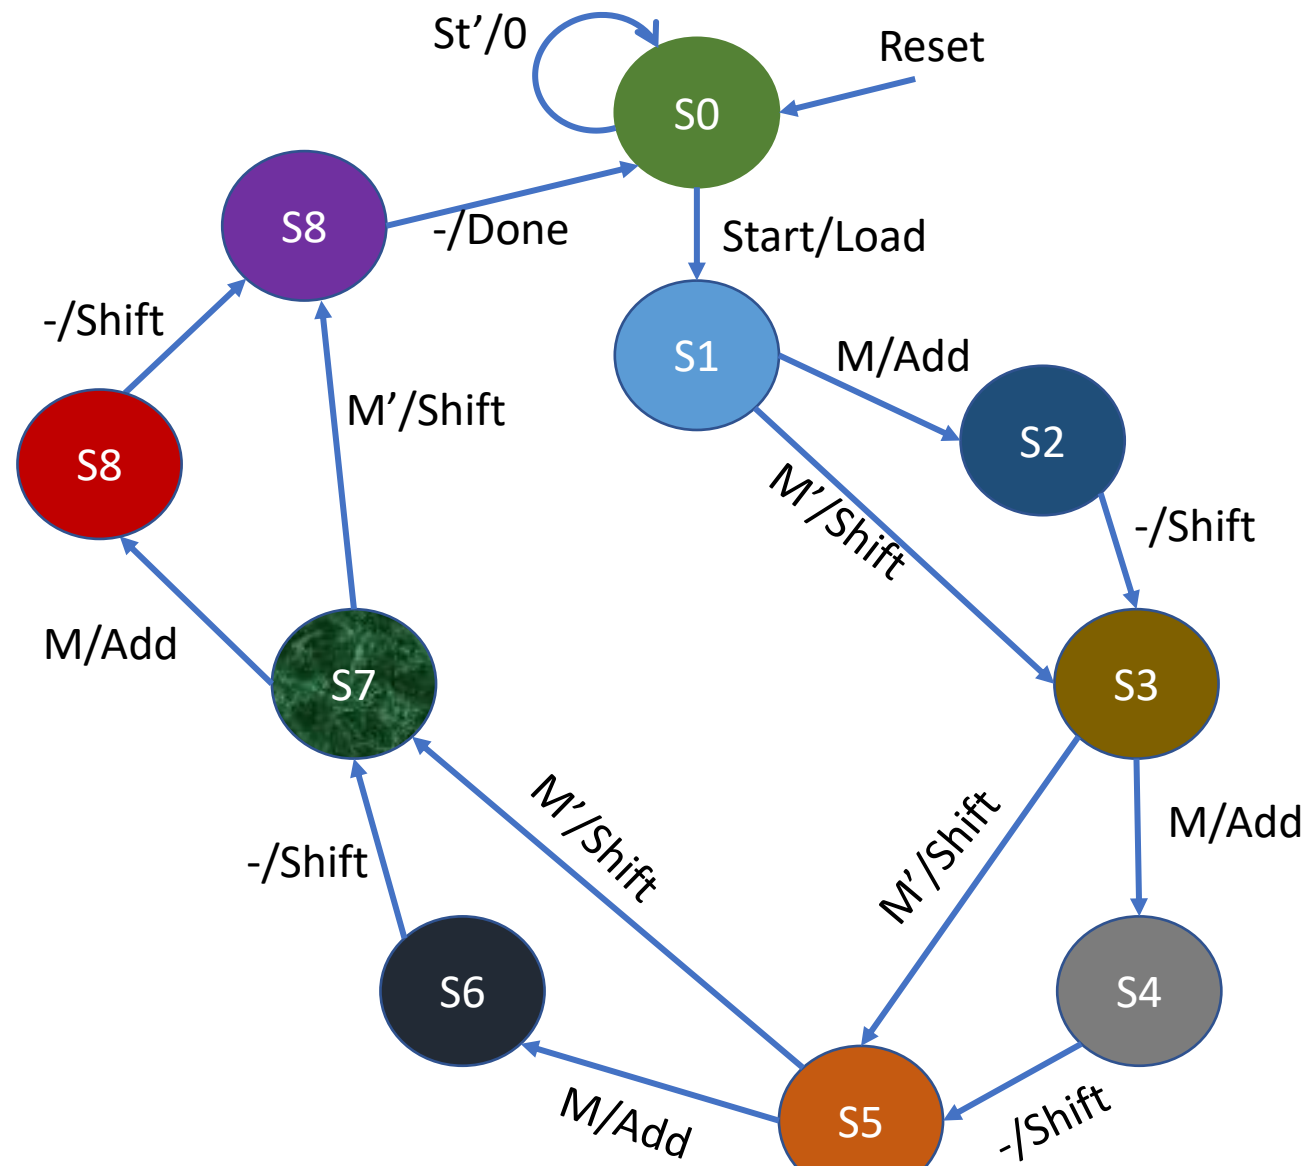 St’/0
Reset
S0
S8
-/Done
Start/Load
-/Shift
S1
M/Add
M’/Shift
S2
S8
M’/Shift
-/Shift
M/Add
S7
S3
M’/Shift
M’/Shift
M/Add
-/Shift
S6
S4
M/Add
S5
-/Shift